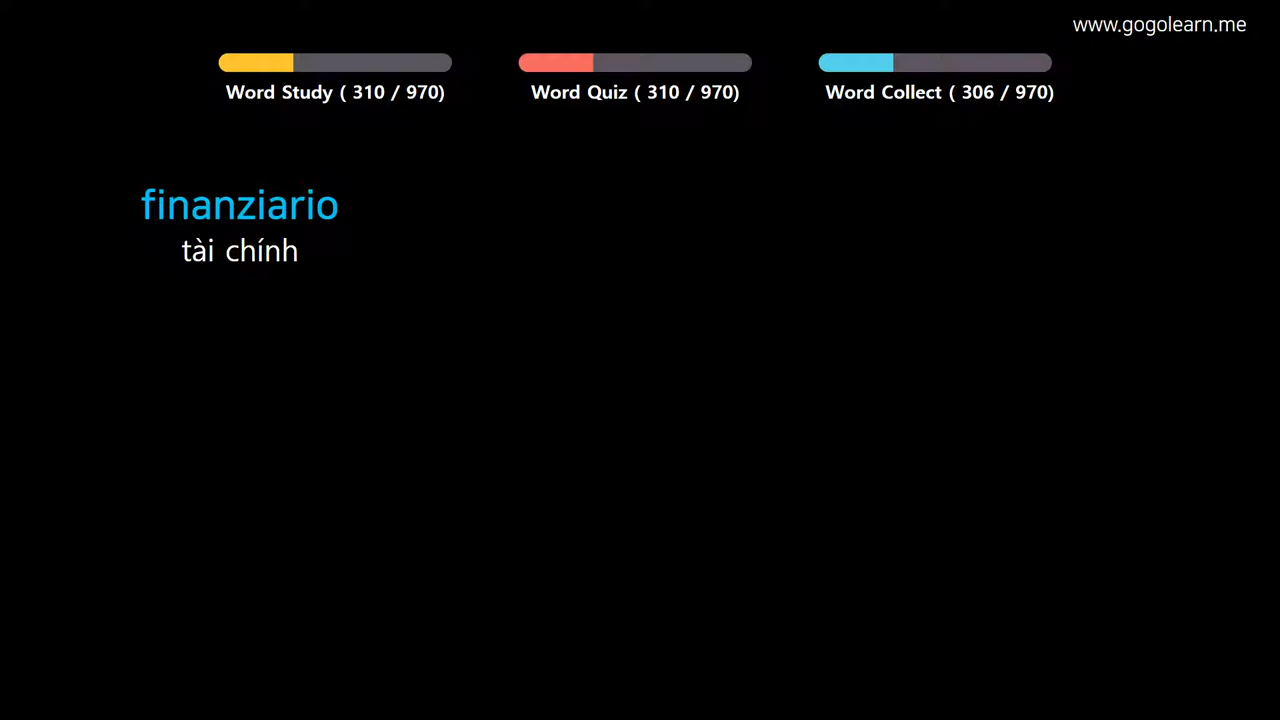 www.gogolearn.me
Word Study ( 310 / 970)
Word Quiz ( 310 / 970)
Word Collect ( 306 / 970)
finanziario
tài chính